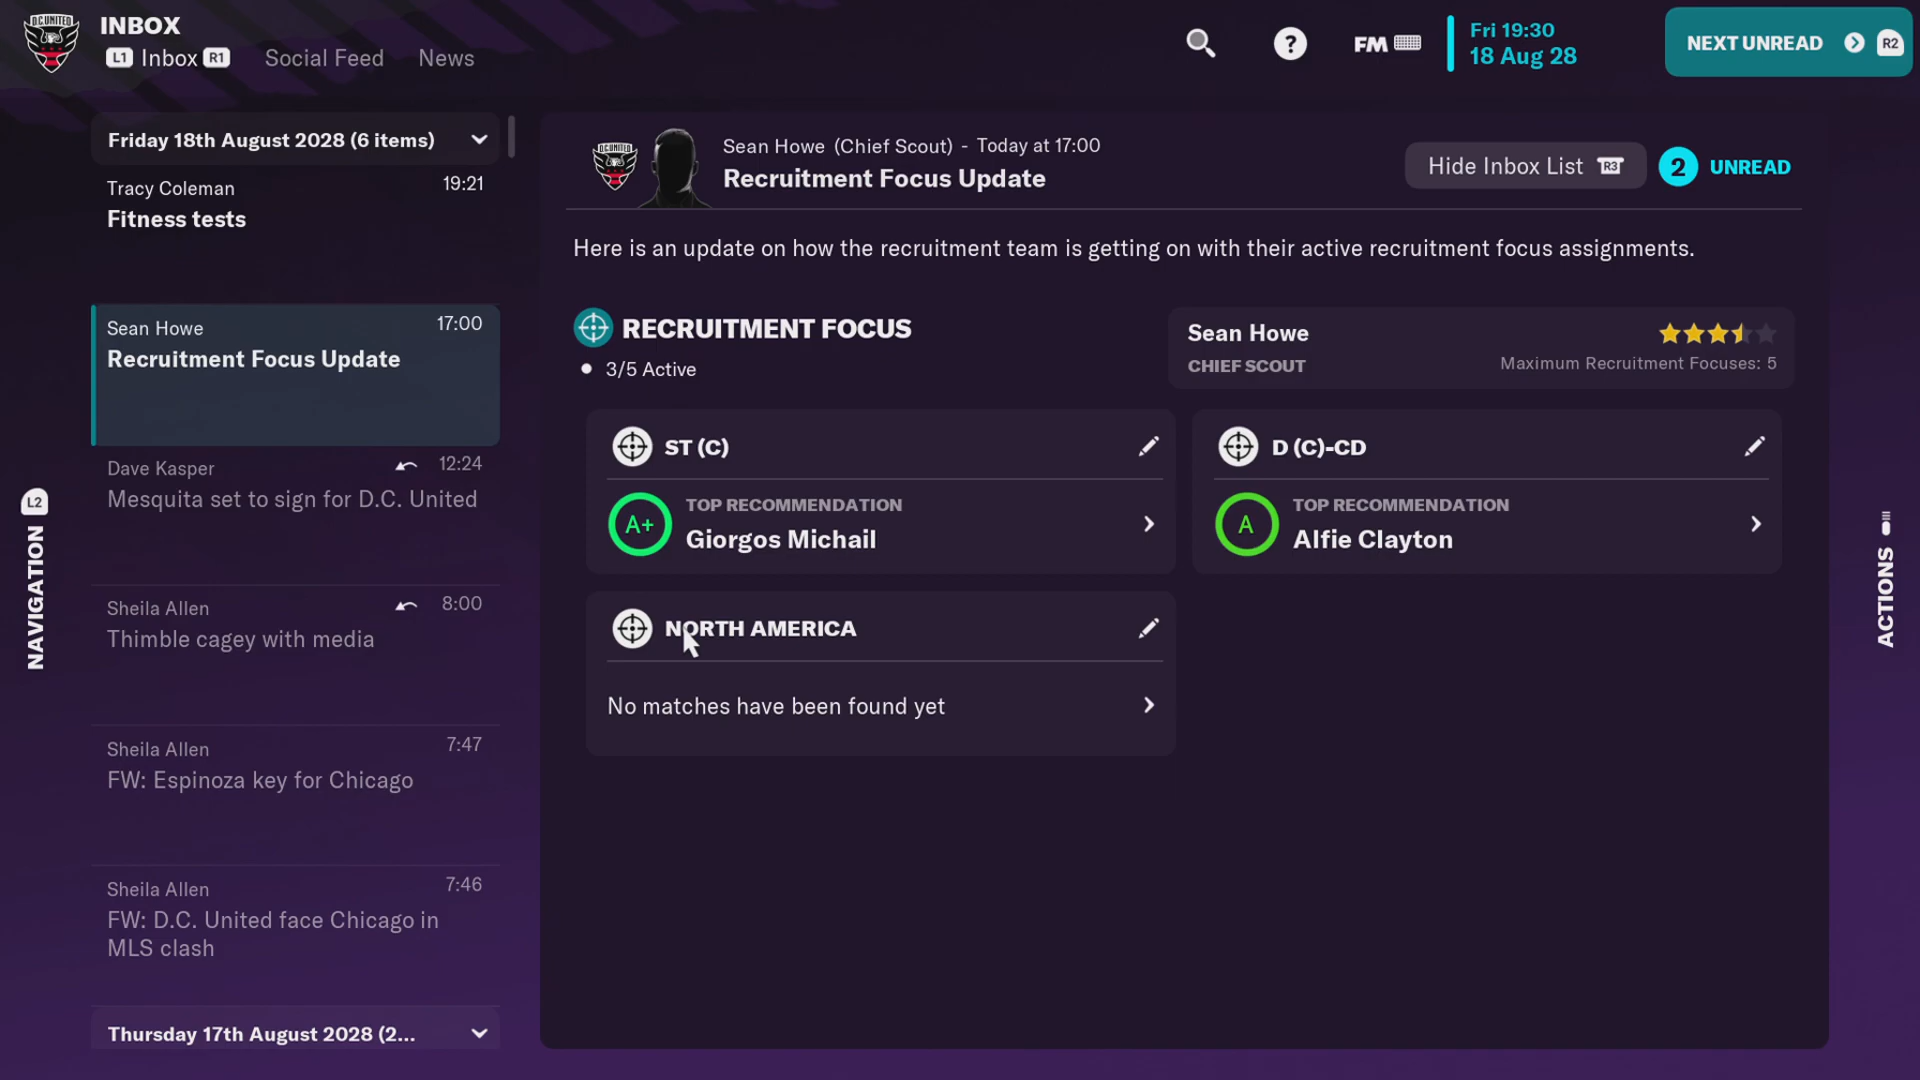 D.C. UNITED
INBOX
L1 Inbox R1 Social Feed News
?
FM
Fri 19:30
18 Aug 28
NEXT UNREAD R2
Friday 18th August 2028 (6 items)
Tracy Coleman 19:21
Fitness tests
Sean Howe 17:00
Recruitment Focus Update
Dave Kasper 12:24
Mesquita set to sign for D.C. United
Sheila Allen 8:00
Thimble cagey with media
Sheila Allen 7:47
FW: Espinoza key for Chicago
Sheila Allen 7:46
FW: D.C. United face Chicago in
MLS clash
Thursday 17th August 2028 (2...
L2
NAVIGATIN
D.C. UNITED
Sean Howe (Chief Scout) - Today at 17:00
Recruitment Focus Update
Hide Inbox List R3
2 UNREAD
Here is an update on how the recruitment team is getting on with their active recruitment focus assignments.
RECRUITMENT FOCUS
3/5 Active
Sean Howe
CHIEF SCOUT
Maximum Recruitment Focuses: 5
ST (C)
A+
TOP RECOMMENDATION
Giorgos Michail
D (C)-CD
A
TOP RECOMMENDATION
Alfie Clayton
NORTH AMERICA
No matches have been found yet
ACTIONS